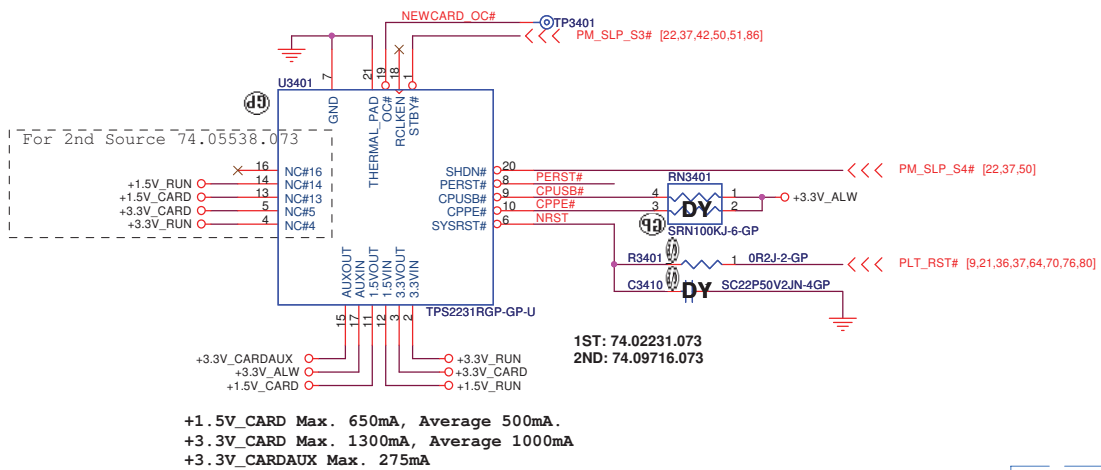 NEWCARD_OC#
TP3401
PM_SLP_S3# [22,37,42,50,51,86]
7
21
19
18
1
U3401
GP
GND
THERMAL_PAD
OC#
RCLKEN
STBY#
For 2nd Source 74.05538.073
16 NC#16
+1.5V_RUN 14 NC#14
+1.5V_CARD 13 NC#13
+3.3V_CARD 5 NC#5
+3.3V_RUN 4 NC#4
SHDN# 20 PM_SLP_S4# [22,37,50]
PERST# 8 PERST#
CPUSB# 9 CPUSB#
CPPE# 10 CPPE#
SYSRST# 6 NRST
RN3401
4 1 +3.3V_ALW
3 DY 2
GP SRN100KJ-6-GP
R3401 1 0R2J-2-GP PLT_RST# [9,21,36,37,64,70,76,80]
C3410 DY SC22P50V2JN-4GP
AUXOUT
AUXIN
1.5VOUT
1.5VIN
3.3VOUT
3.3VIN
15
17
11
12
3
2
TPS2231RGP-GP-U
+3.3V_CARDAUX +3.3V_RUN
+3.3V_ALW +3.3V_CARD
+1.5V_CARD +1.5V_RUN
1ST: 74.02231.073
2ND: 74.09716.073
+1.5V_CARD Max. 650mA, Average 500mA.
+3.3V_CARD Max. 1300mA, Average 1000mA
+3.3V_CARDAUX Max. 275mA